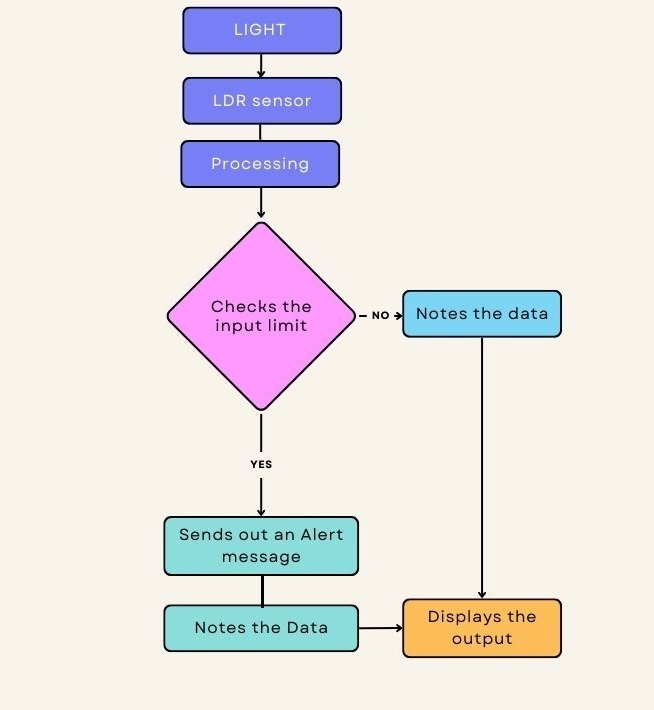 LIGHT
LDR sensor
Processing
Checks the
input limit
NO
Notes the data
YES
Sends out an Alert
message
Notes the Data
Displays the
output